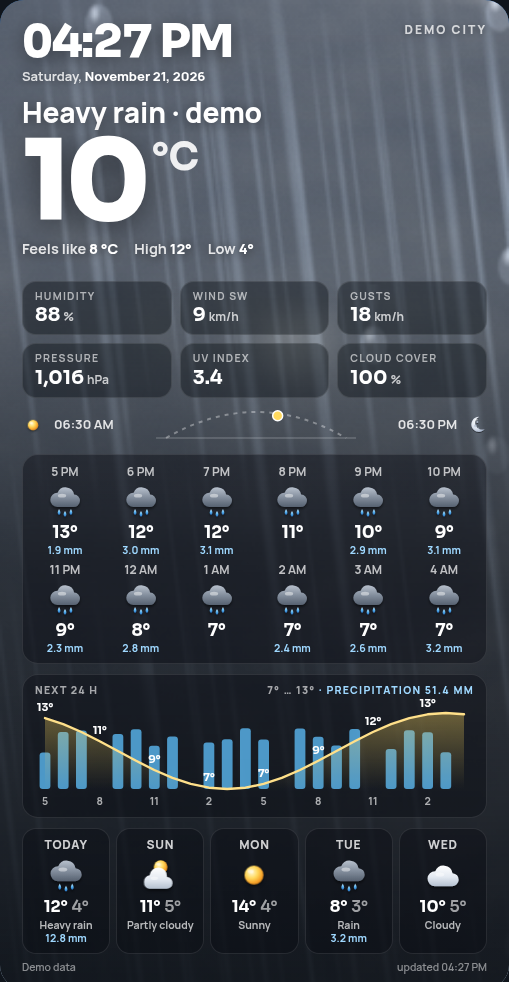 04:27 PM
DEMO CITY
Saturday, November 21, 2026
Heavy rain · demo
10 °C
Feels like 8 °C High 12° Low 4°
HUMIDITY WIND SW GUSTS
88 % 9 km/h 18 km/h
PRESSURE UV INDEX CLOUD COVER
1,016 hPa 3.4 100 %
06:30 AM 06:30 PM
5 PM 6 PM 7 PM 8 PM 9 PM 10 PM
13° 12° 12° 11° 10° 9°
1.9 mm 3.0 mm 3.1 mm 2.9 mm 3.1 mm
11 PM 12 AM 1 AM 2 AM 3 AM 4 AM
9° 8° 7° 7° 7° 7°
2.3 mm 2.8 mm 2.4 mm 2.6 mm 3.2 mm
NEXT 24 H 7° … 13° · PRECIPITATION 51.4 MM
13° 11° 9° 7° 7° 9° 12° 13°
5 8 11 2 5 8 11 2
TODAY SUN MON TUE WED
12° 4° 11° 5° 14° 4° 8° 3° 10° 5°
Heavy rain Partly cloudy Sunny Rain Cloudy
12.8 mm 3.2 mm
Demo data updated 04:27 PM